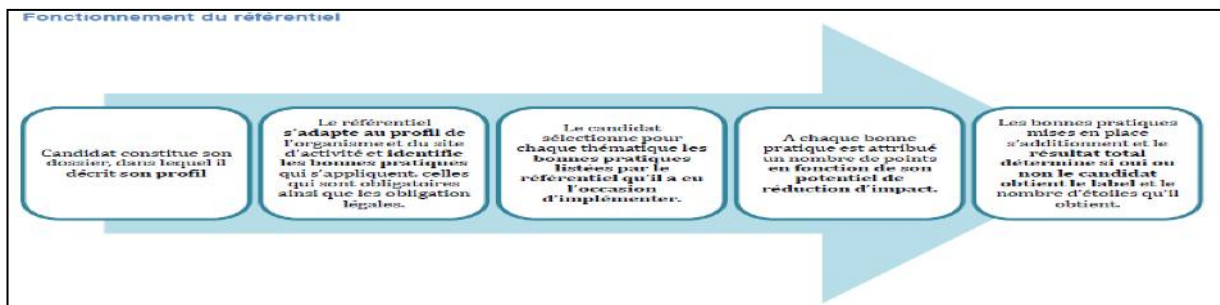 Fonctionnement du référentiel
Candidat constitue son
dossier, dans lequel il
décrit son profil
Le référentiel
s'adapte au profil de
l'organisme et du site
d'activité et identifie
les bonnes pratiques
qui s'appliquent, celles
qui sont obligatoires
ainsi que les obligation
légales.
Le candidat
sélectionne pour
chaque thématique les
bonnes pratiques
listées par le
référentiel qu'il a eu
l'occasion
d'implémenter.
A chaque bonne
pratique est attribué
un nombre de points
en fonction de son
potentiel de
réduction d'impact.
Les bonnes pratiques
mises en place
s'additionnent et le
résultat total
détermine si oui ou
non le candidat
obtient le label et le
nombre d'étoiles qu'il
obtient.